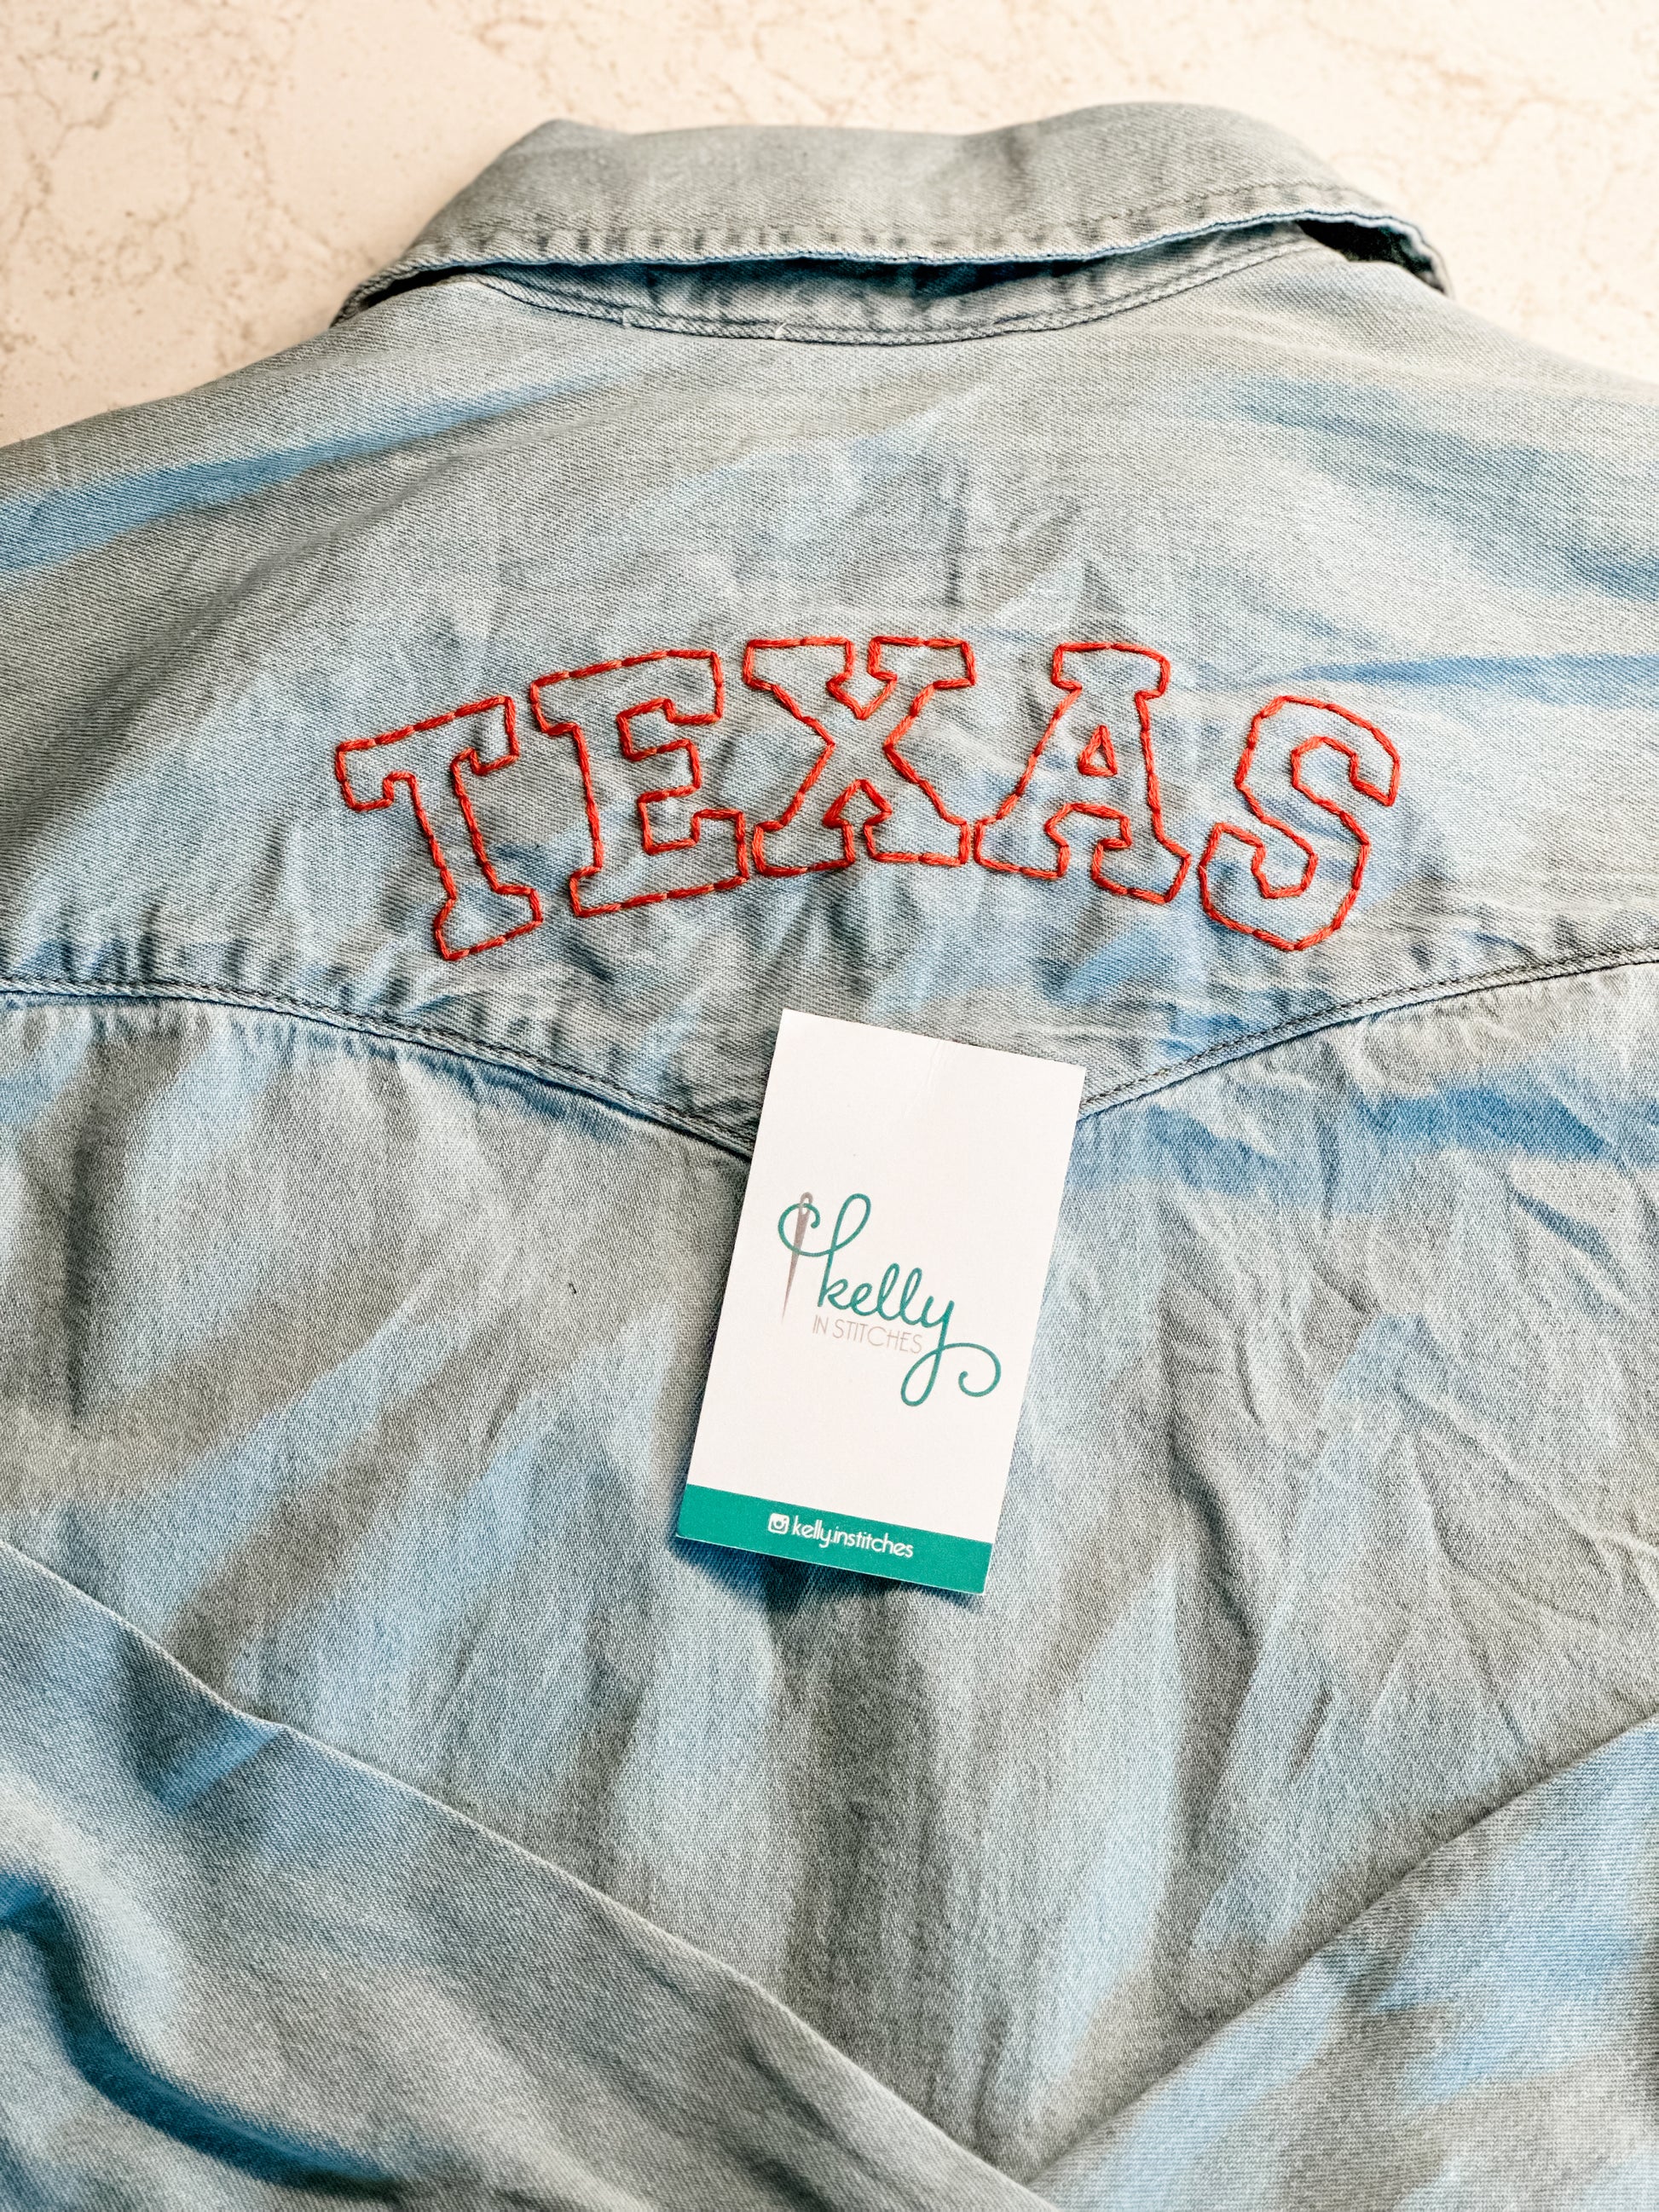 TEXAS
kelly
IN STITCHES
kelly.institches